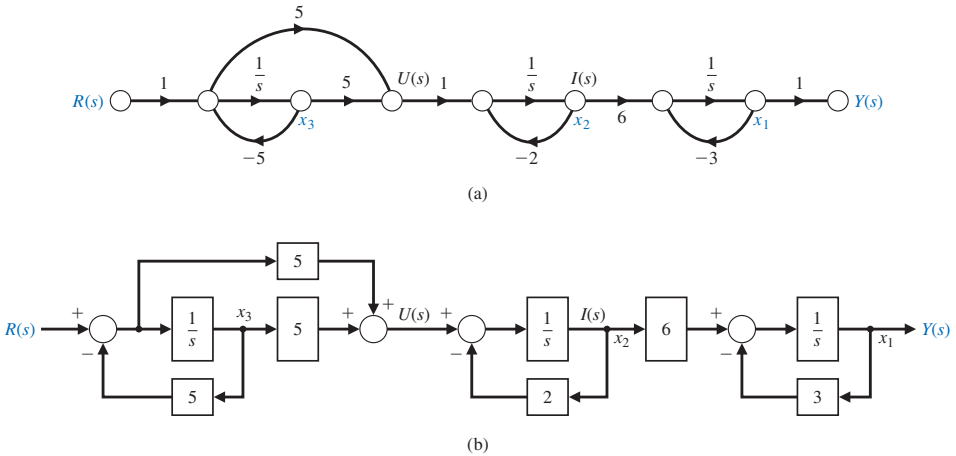 5
R(s) 1 1/s x3 5 U(s) 1 1/s I(s) x2 6 1/s x1 1 Y(s)
−5 −2 −3
(a)
5
R(s) + − 1/s x3 5 + + U(s) + − 1/s I(s) x2 6 + − 1/s x1 Y(s)
5 2 3
(b)